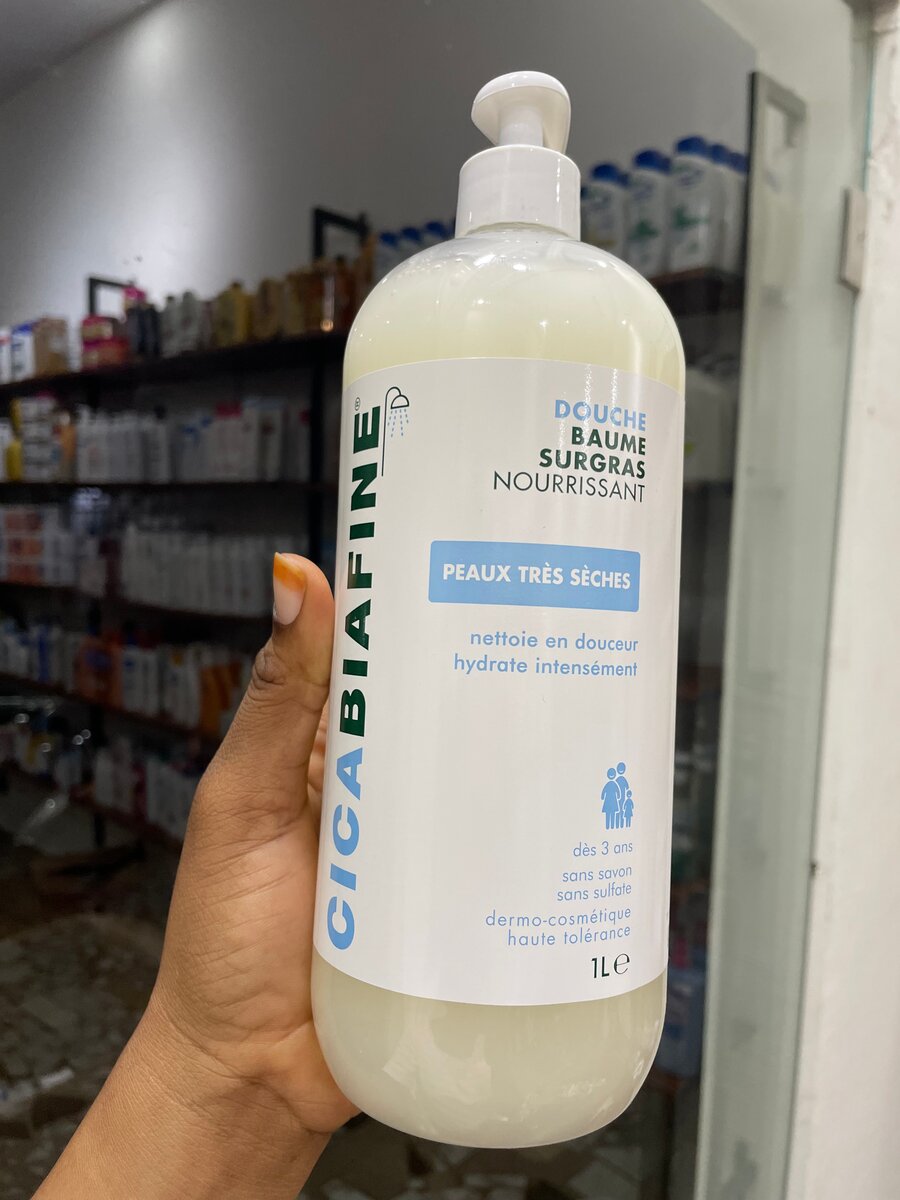 CICABIAFINE®
DOUCHE
BAUME
SURGRAS
NOURRISSANT
PEAUX TRÈS SÈCHES
nettoie en douceur
hydrate intensément
dès 3 ans
sans savon
sans sulfate
dermo-cosmétique
haute tolérance
1L℮